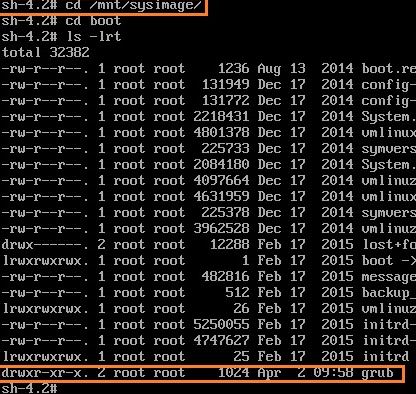 sh-4.2# cd /mnt/sysimage/
sh-4.2# cd boot
sh-4.2# ls -lrt
total 32382
-rw-r--r--. 1 root root 1236 Aug 13 2014 boot.re
-rw-r--r--. 1 root root 131949 Dec 17 2014 config-
-rw-r--r--. 1 root root 131772 Dec 17 2014 config-
-rw-r--r--. 1 root root 2218431 Dec 17 2014 System.
-rw-r--r--. 1 root root 4801378 Dec 17 2014 vmlinux
-rw-r--r--. 1 root root 225733 Dec 17 2014 symvers
-rw-r--r--. 1 root root 2084180 Dec 17 2014 System.
-rw-r--r--. 1 root root 4097664 Dec 17 2014 vmlinuz
-rw-r--r--. 1 root root 4631959 Dec 17 2014 vmlinux
-rw-r--r--. 1 root root 225378 Dec 17 2014 symvers
-rw-r--r--. 1 root root 3962528 Dec 17 2014 vmlinuz
drwx------. 2 root root 12288 Feb 17 2015 lost+fo
lrwxrwxrwx. 1 root root 1 Feb 17 2015 boot ->
-rw-r--r--. 1 root root 482816 Feb 17 2015 message
-rw-r--r--. 1 root root 512 Feb 17 2015 backup_
lrwxrwxrwx. 1 root root 26 Feb 17 2015 vmlinuz
-rw-r--r--. 1 root root 5250055 Feb 17 2015 initrd-
-rw-r--r--. 1 root root 4747627 Feb 17 2015 initrd-
lrwxrwxrwx. 1 root root 25 Feb 17 2015 initrd
drwxr-xr-x. 2 root root 1024 Apr 2 09:58 grub
sh-4.2#